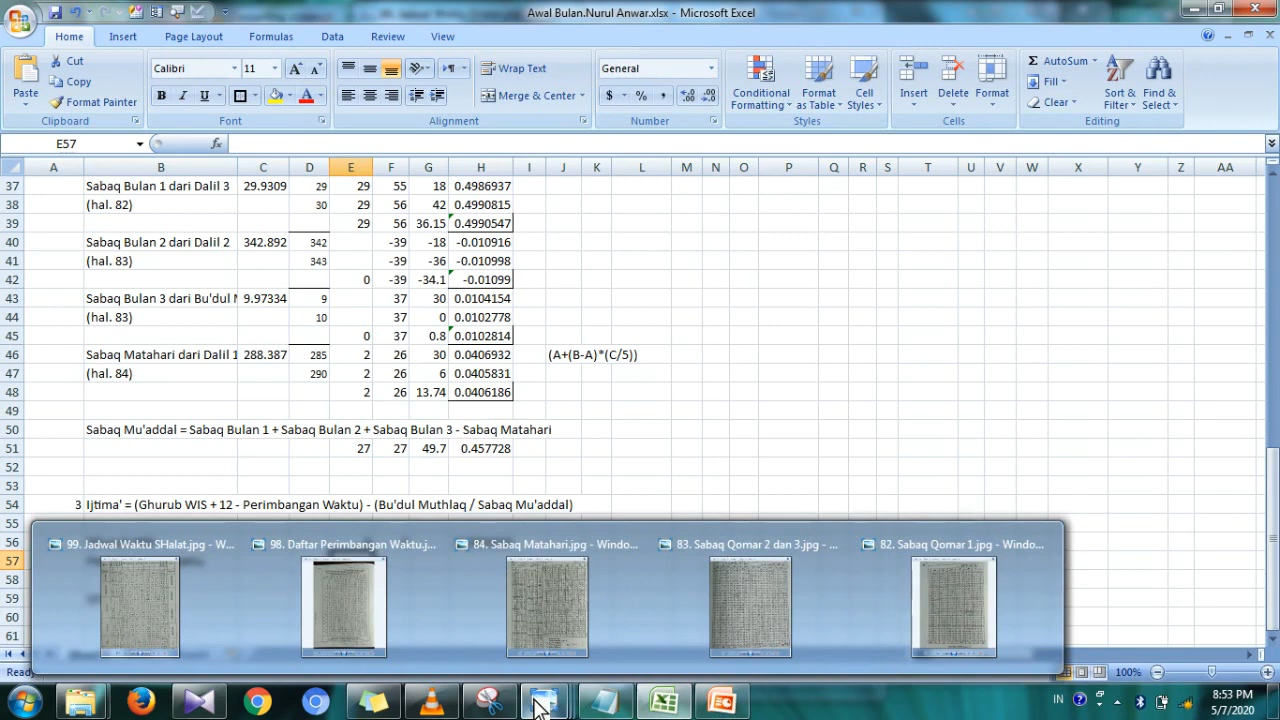 Awal Bulan.Nurul Anwar.xlsx - Microsoft Excel
Home Insert Page Layout Formulas Data Review View
Paste Cut Copy Format Painter Clipboard
Calibri 11 B I U A Font
Wrap Text Merge & Center Alignment
General $ % , Number
Conditional Formatting Format as Table Cell Styles Styles
Insert Delete Format Cells
Σ AutoSum Fill Clear Sort & Filter Find & Select Editing
E57 fx
A B C D E F G H I J K L M N O P Q R S T U V W X Y Z AA
37 Sabaq Bulan 1 dari Dalil 3 29.9309 29 29 55 18 0.4986937
38 (hal. 82) 30 29 56 42 0.4990815
39 29 56 36.15 0.4990547
40 Sabaq Bulan 2 dari Dalil 2 342.892 342 -39 -18 -0.010916
41 (hal. 83) 343 -39 -36 -0.010998
42 0 -39 -34.1 -0.01099
43 Sabaq Bulan 3 dari Bu'dul M 9.97334 9 37 30 0.0104154
44 (hal. 83) 10 37 0 0.0102778
45 0 37 0.8 0.0102814
46 Sabaq Matahari dari Dalil 1 288.387 285 2 26 30 0.0406932 (A+(B-A)*(C/5))
47 (hal. 84) 290 2 26 6 0.0405831
48 2 26 13.74 0.0406186
49
50 Sabaq Mu'addal = Sabaq Bulan 1 + Sabaq Bulan 2 + Sabaq Bulan 3 - Sabaq Matahari
51 27 27 49.7 0.457728
52
53
54 3 Ijtima' = (Ghurub WIS + 12 - Perimbangan Waktu) - (Bu'dul Muthlaq / Sabaq Mu'addal)
55
56
57
58
59
60
61
99. Jadwal Waktu SHalat.jpg - W... 98. Daftar Perimbangan Waktu.j... 84. Sabaq Matahari.jpg - Windo... 83. Sabaq Qomar 2 dan 3.jpg - ... 82. Sabaq Qomar 1.jpg - Windo...
Ready 100%
IN 8:53 PM
5/7/2020